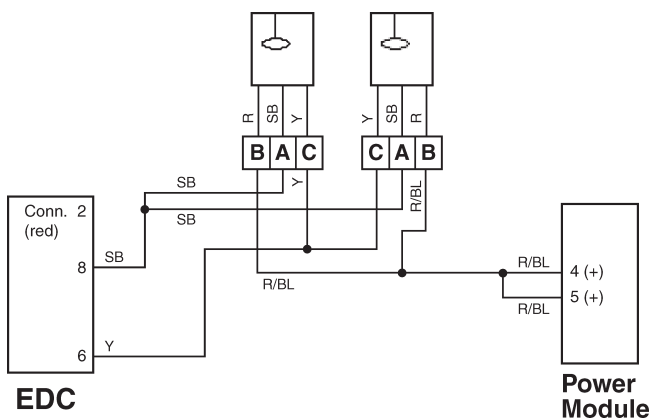 R SB Y
Y SB R
B A C
C A B
SB
Y
R/BL
SB
Conn. 2
(red)
SB
8
R/BL
4 (+)
R/BL
5 (+)
R/BL
Y
6
EDC
Power
Module